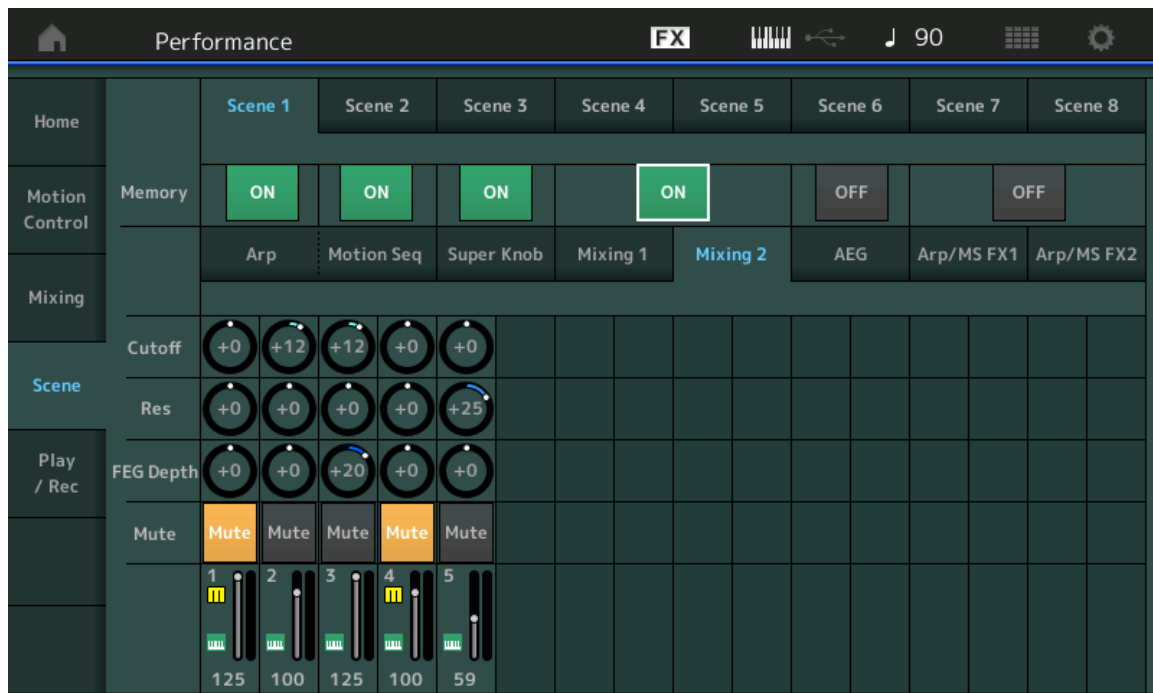 Performance FX 90
Scene 1 Scene 2 Scene 3 Scene 4 Scene 5 Scene 6 Scene 7 Scene 8
Home
Memory ON ON ON ON OFF OFF
Motion
Control
Arp Motion Seq Super Knob Mixing 1 Mixing 2 AEG Arp/MS FX1 Arp/MS FX2
Mixing
Cutoff +0 +12 +12 +0 +0
Scene
Res +0 +0 +0 +0 +25
Play
/ Rec
FEG Depth +0 +0 +20 +0 +0
Mute Mute Mute Mute Mute Mute
1 2 3 4 5
125 100 125 100 59